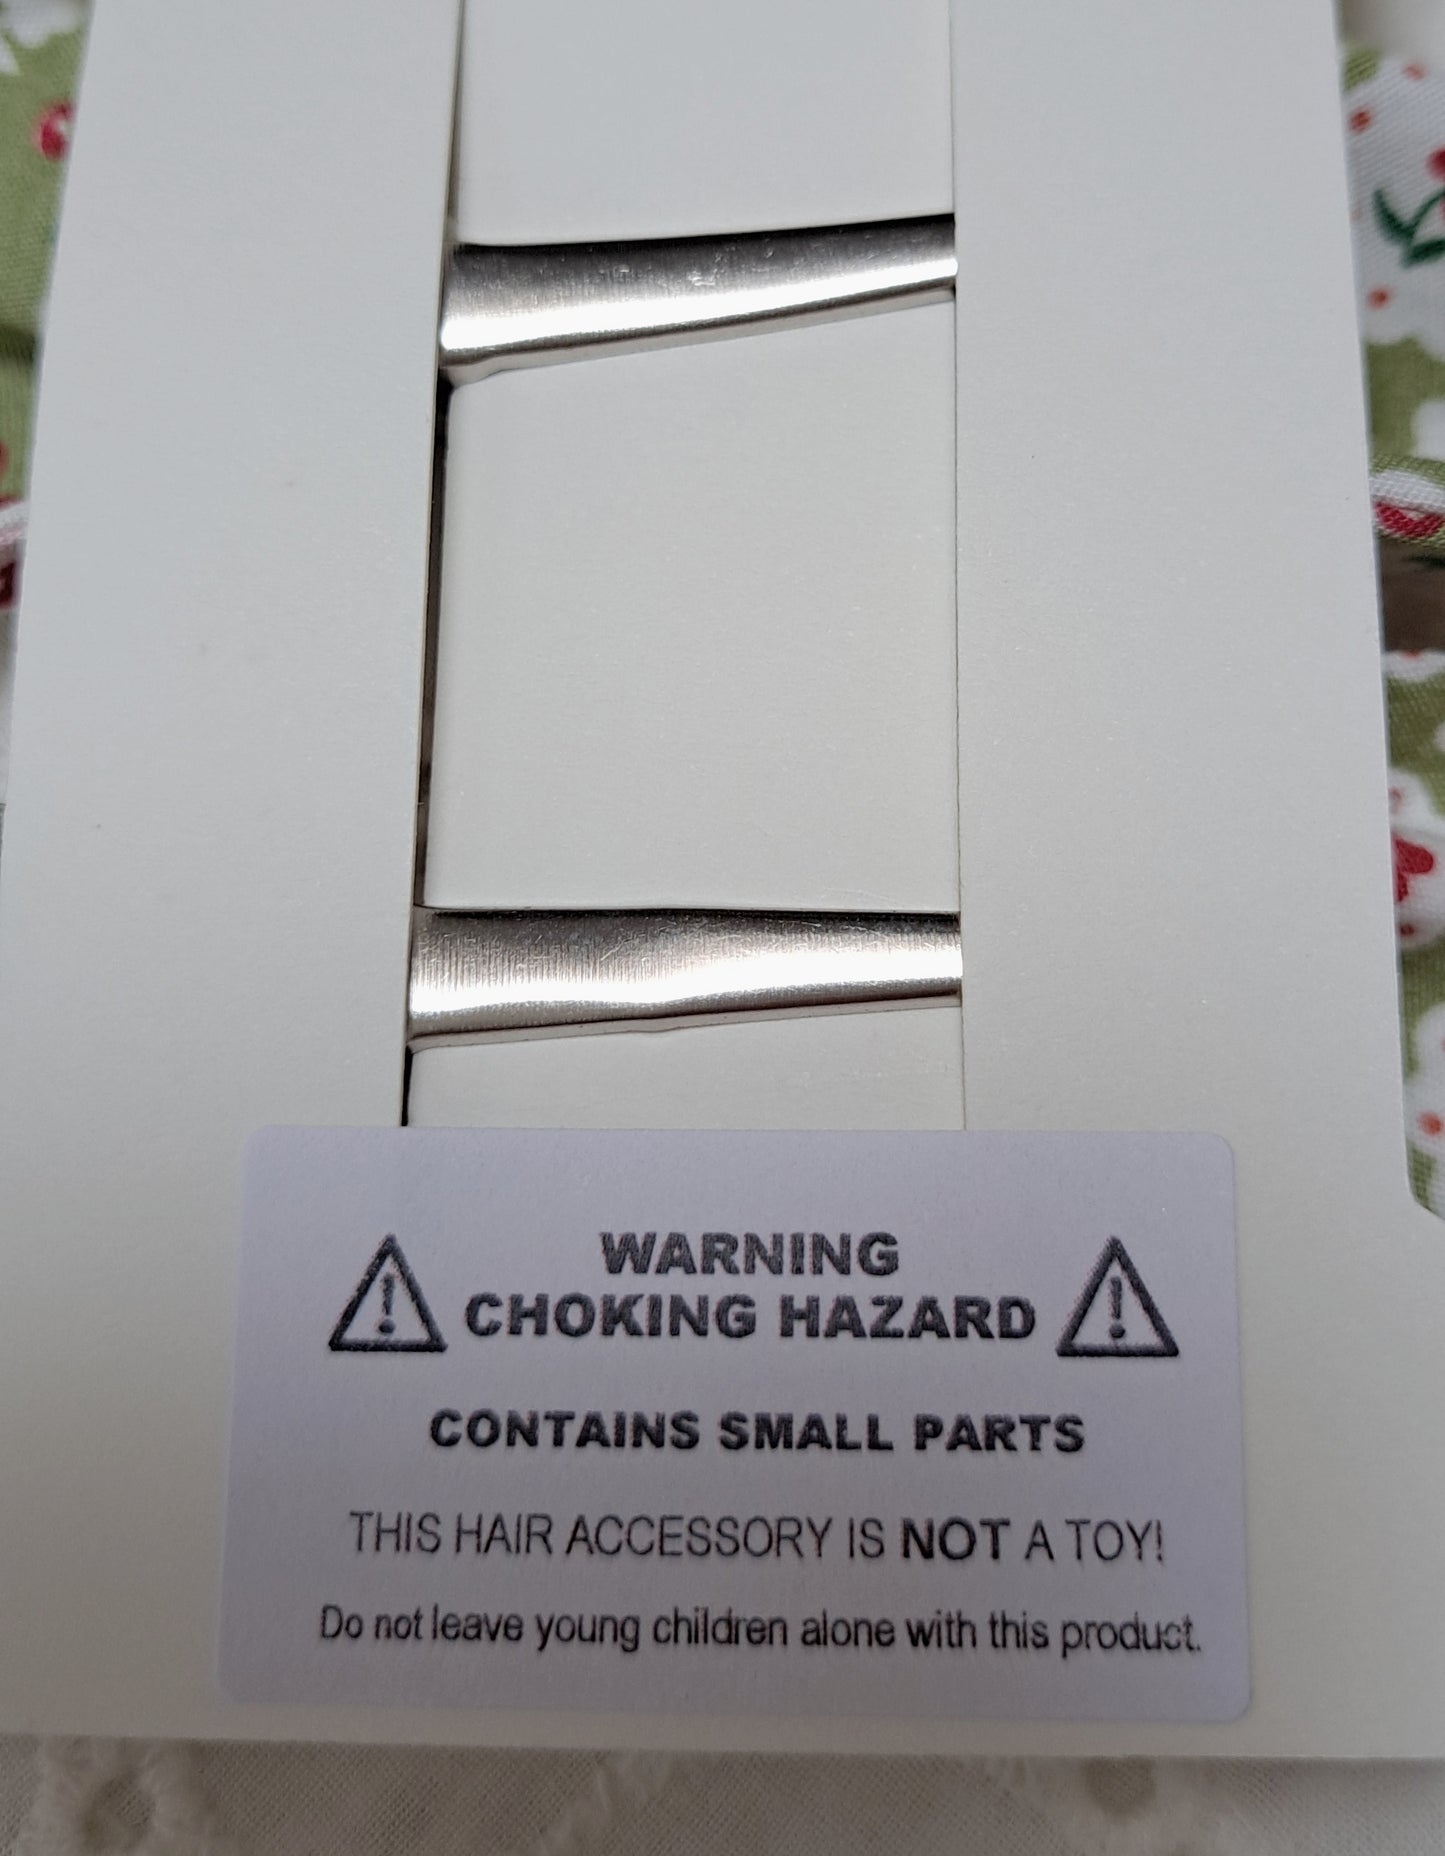 WARNING
CHOKING HAZARD
CONTAINS SMALL PARTS
THIS HAIR ACCESSORY IS NOT A TOY!
Do not leave young children alone with this product.